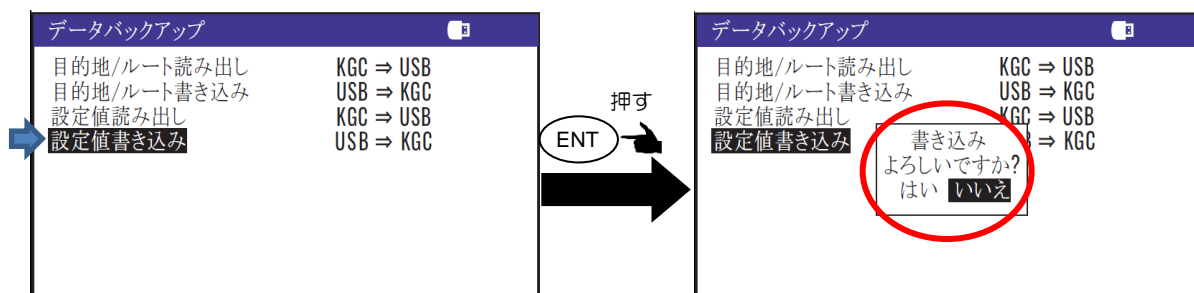 データバックアップ
目的地/ルート読み出し KGC ⇒ USB
目的地/ルート書き込み USB ⇒ KGC
設定値読み出し KGC ⇒ USB
設定値書き込み USB ⇒ KGC
押す
ENT
データバックアップ
目的地/ルート読み出し KGC ⇒ USB
目的地/ルート書き込み USB ⇒ KGC
設定値読み出し KGC ⇒ USB
設定値書き込み ⇒ KGC
書き込み
よろしいですか?
はい いいえ